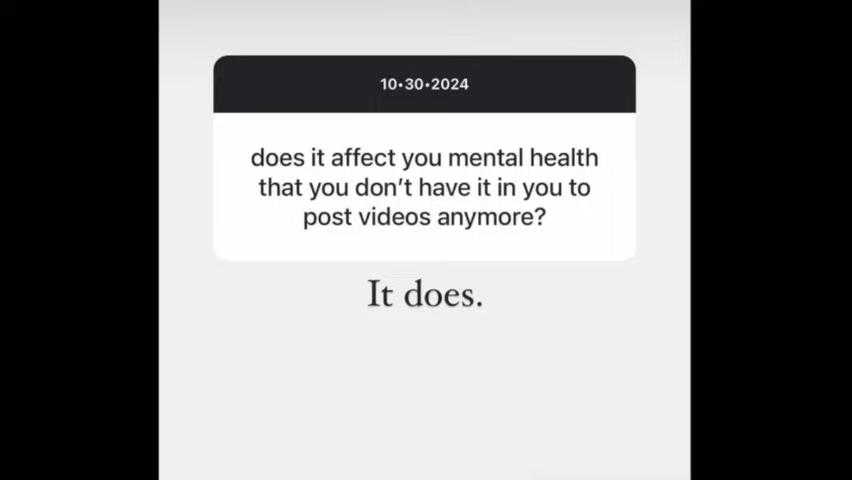 10•30•2024
does it affect you mental health
that you don’t have it in you to
post videos anymore?
It does.